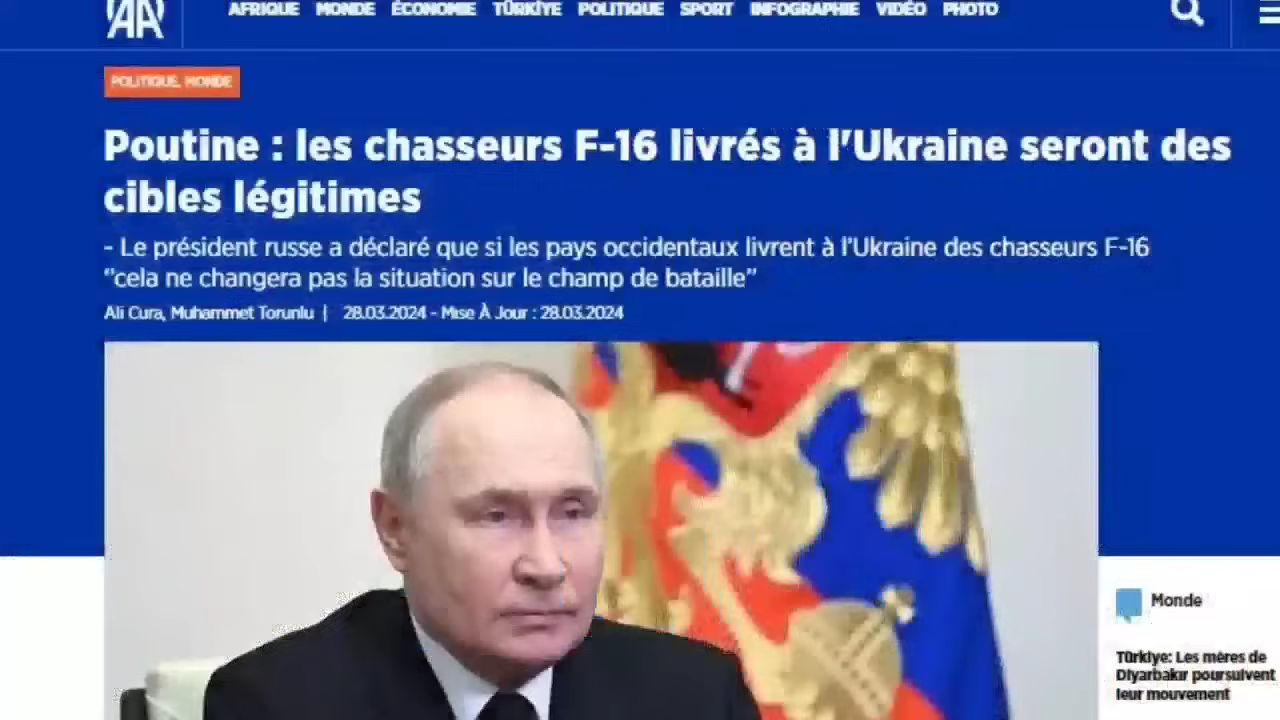 AA
AFRIQUE MONDE ÉCONOMIE TÜRKİYE POLITIQUE SPORT INFOGRAPHIE VIDÉO PHOTO
POLITIQUE, MONDE
Poutine : les chasseurs F-16 livrés à l'Ukraine seront des
cibles légitimes
- Le président russe a déclaré que si les pays occidentaux livrent à l'Ukraine des chasseurs F-16
"cela ne changera pas la situation sur le champ de bataille"
Ali Cura, Muhammet Torunlu | 28.03.2024 - Mise À Jour : 28.03.2024
Monde
Türkiye: Les mères de
Diyarbakır poursuivent
leur mouvement